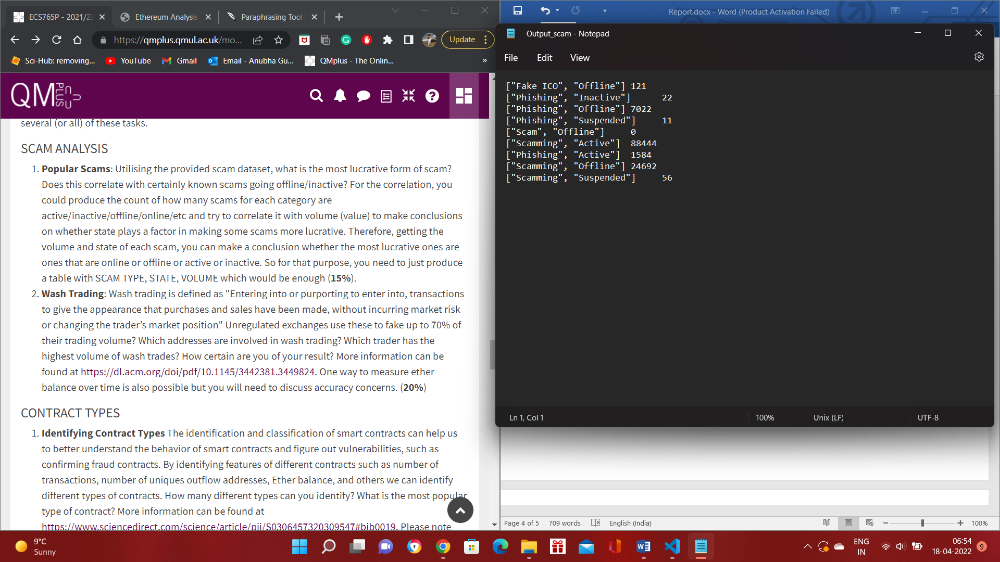 ECS765P - 2021/22
Ethereum Analysis
Paraphrasing Tool
https://qmplus.qmul.ac.uk/mo...
Update
Sci-Hub: removing...
YouTube
Gmail
Email - Anubha Gu...
QMplus - The Onlin...
»
QM
PLUS
several (or all) of these tasks.
SCAM ANALYSIS
1. Popular Scams: Utilising the provided scam dataset, what is the most lucrative form of scam?
Does this correlate with certainly known scams going offline/inactive? For the correlation, you
could produce the count of how many scams for each category are
active/inactive/offline/online/etc and try to correlate it with volume (value) to make conclusions
on whether state plays a factor in making some scams more lucrative. Therefore, getting the
volume and state of each scam, you can make a conclusion whether the most lucrative ones are
ones that are online or offline or active or inactive. So for that purpose, you need to just produce
a table with SCAM TYPE, STATE, VOLUME which would be enough (15%).
2. Wash Trading: Wash trading is defined as "Entering into or purporting to enter into, transactions
to give the appearance that purchases and sales have been made, without incurring market risk
or changing the trader’s market position" Unregulated exchanges use these to fake up to 70% of
their trading volume? Which addresses are involved in wash trading? Which trader has the
highest volume of wash trades? How certain are you of your result? More information can be
found at https://dl.acm.org/doi/pdf/10.1145/3442381.3449824. One way to measure ether
balance over time is also possible but you will need to discuss accuracy concerns. (20%)
CONTRACT TYPES
1. Identifying Contract Types The identification and classification of smart contracts can help us
to better understand the behavior of smart contracts and figure out vulnerabilities, such as
confirming fraud contracts. By identifying features of different contracts such as number of
transactions, number of uniques outflow addresses, Ether balance, and others we can identify
different types of contracts. How many different types can you identify? What is the most popular
type of contract? More information can be found at
https://www.sciencedirect.com/science/article/pii/S0306457320309547#bib0019. Please note
Report.docx - Word (Product Activation Failed)
Output_scam - Notepad
File Edit View
["Fake ICO", "Offline"] 121
["Phishing", "Inactive"] 22
["Phishing", "Offline"] 7022
["Phishing", "Suspended"] 11
["Scam", "Offline"] 0
["Scamming", "Active"] 88444
["Phishing", "Active"] 1584
["Scamming", "Offline"] 24692
["Scamming", "Suspended"] 56
Ln 1, Col 1
100%
Unix (LF)
UTF-8
Page 4 of 5
709 words
English (India)
100%
9°C
Sunny
ENG
IN
06:54
18-04-2022
9